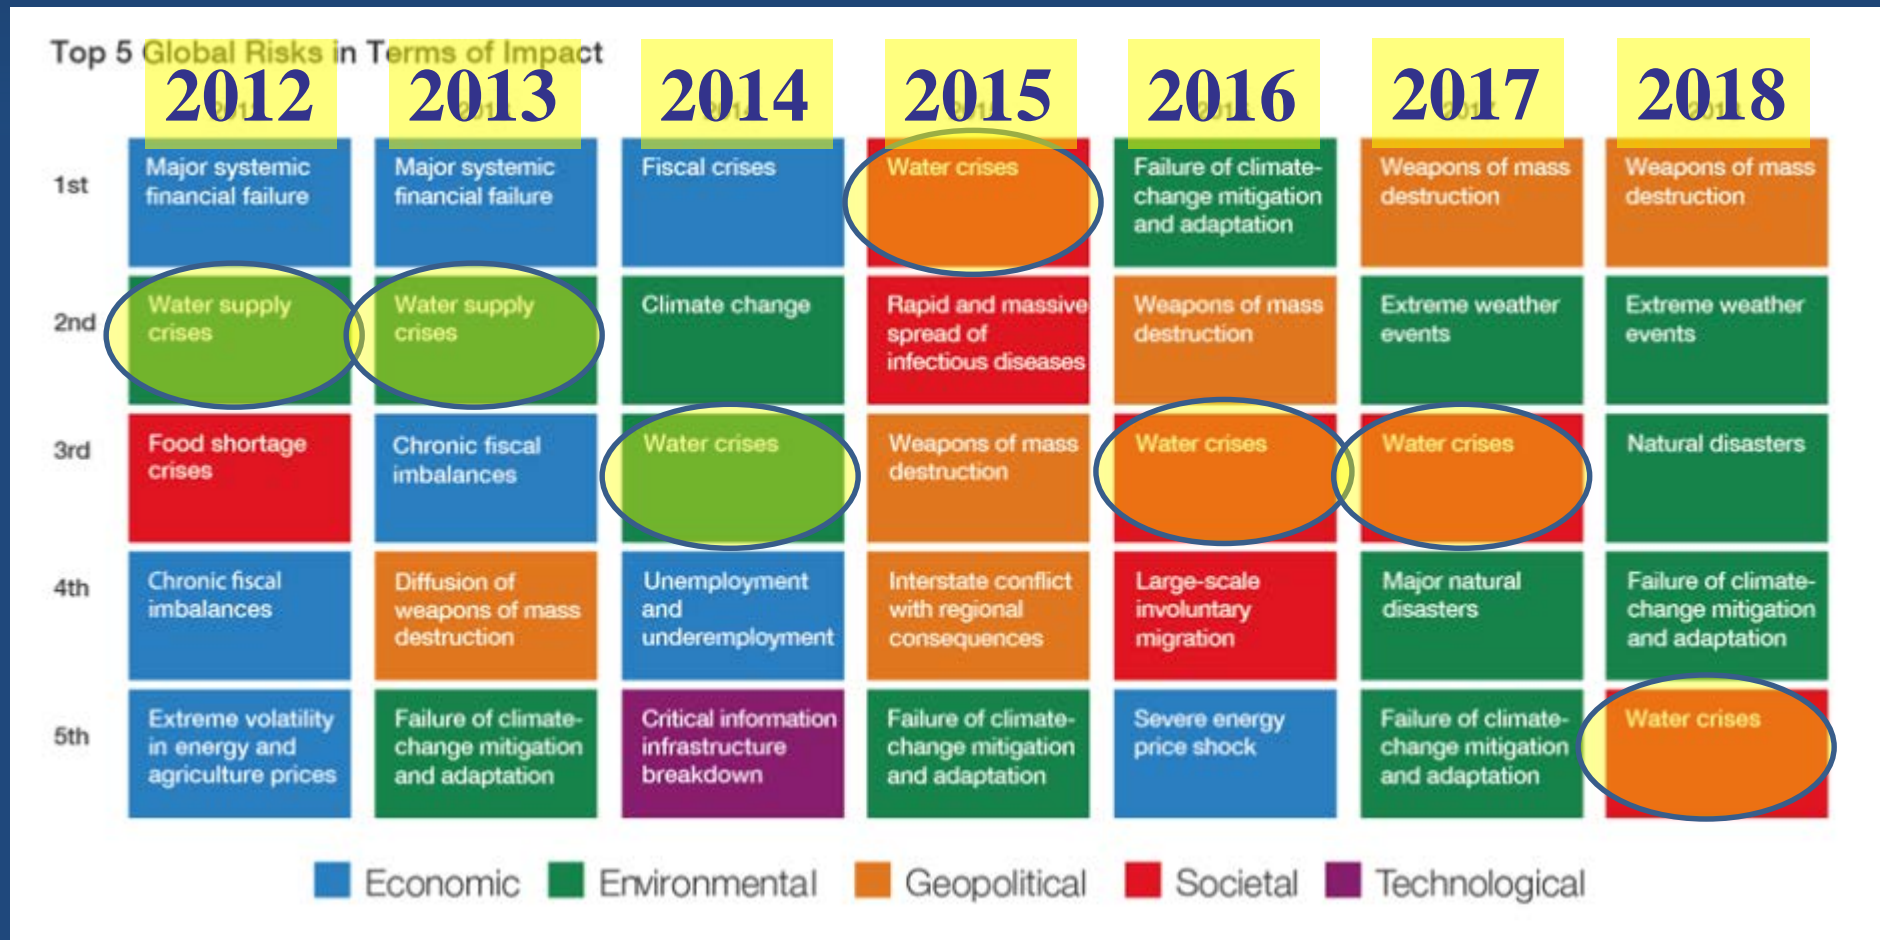 Top 5 Global Risks in Terms of Impact
2012 2013 2014 2015 2016 2017 2018
1st
Major systemic
financial failure
Major systemic
financial failure
Fiscal crises
Water crises
Failure of climate-
change mitigation
and adaptation
Weapons of mass
destruction
Weapons of mass
destruction
2nd
Water supply
crises
Water supply
crises
Climate change
Rapid and massive
spread of
infectious diseases
Weapons of mass
destruction
Extreme weather
events
Extreme weather
events
3rd
Food shortage
crises
Chronic fiscal
imbalances
Water crises
Weapons of mass
destruction
Water crises
Water crises
Natural disasters
4th
Chronic fiscal
imbalances
Diffusion of
weapons of mass
destruction
Unemployment
and
underemployment
Interstate conflict
with regional
consequences
Large-scale
involuntary
migration
Major natural
disasters
Failure of climate-
change mitigation
and adaptation
5th
Extreme volatility
in energy and
agriculture prices
Failure of climate-
change mitigation
and adaptation
Critical information
infrastructure
breakdown
Failure of climate-
change mitigation
and adaptation
Severe energy
price shock
Failure of climate-
change mitigation
and adaptation
Water crises
Economic Environmental Geopolitical Societal Technological